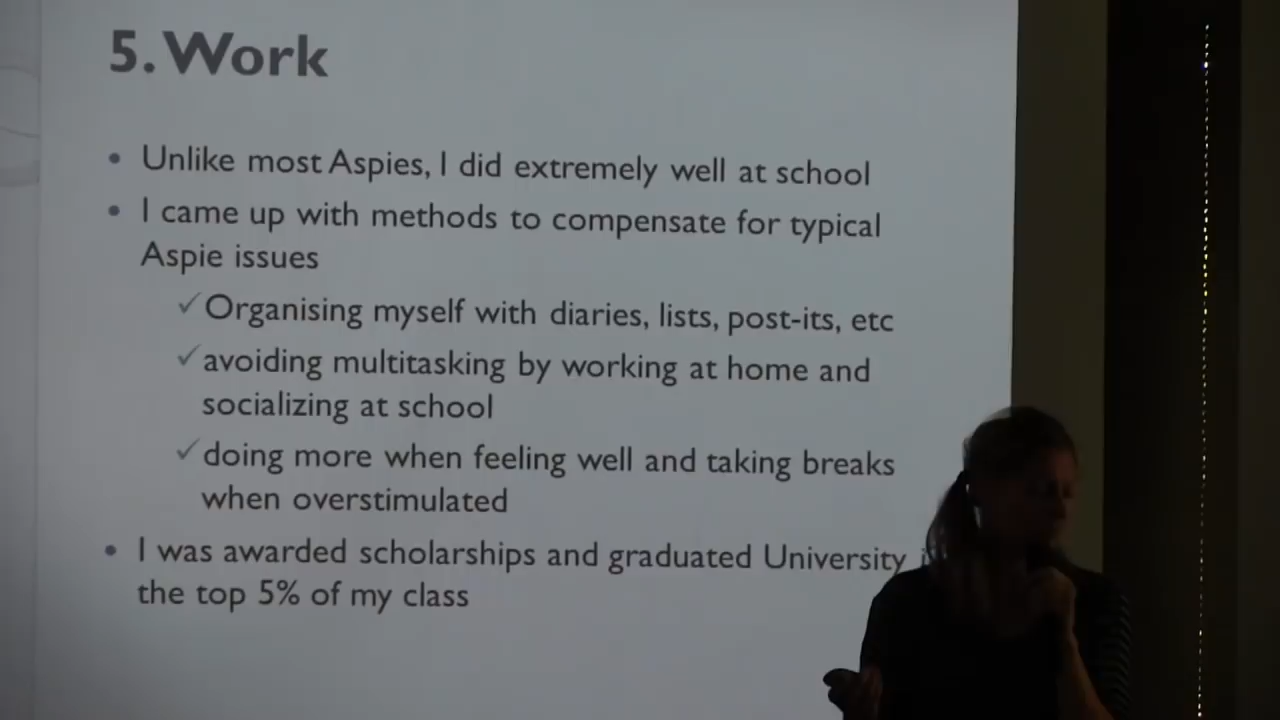 5. Work
• Unlike most Aspies, I did extremely well at school
• I came up with methods to compensate for typical
Aspie issues
✓Organising myself with diaries, lists, post-its, etc
✓avoiding multitasking by working at home and
socializing at school
✓doing more when feeling well and taking breaks
when overstimulated
• I was awarded scholarships and graduated University
the top 5% of my class